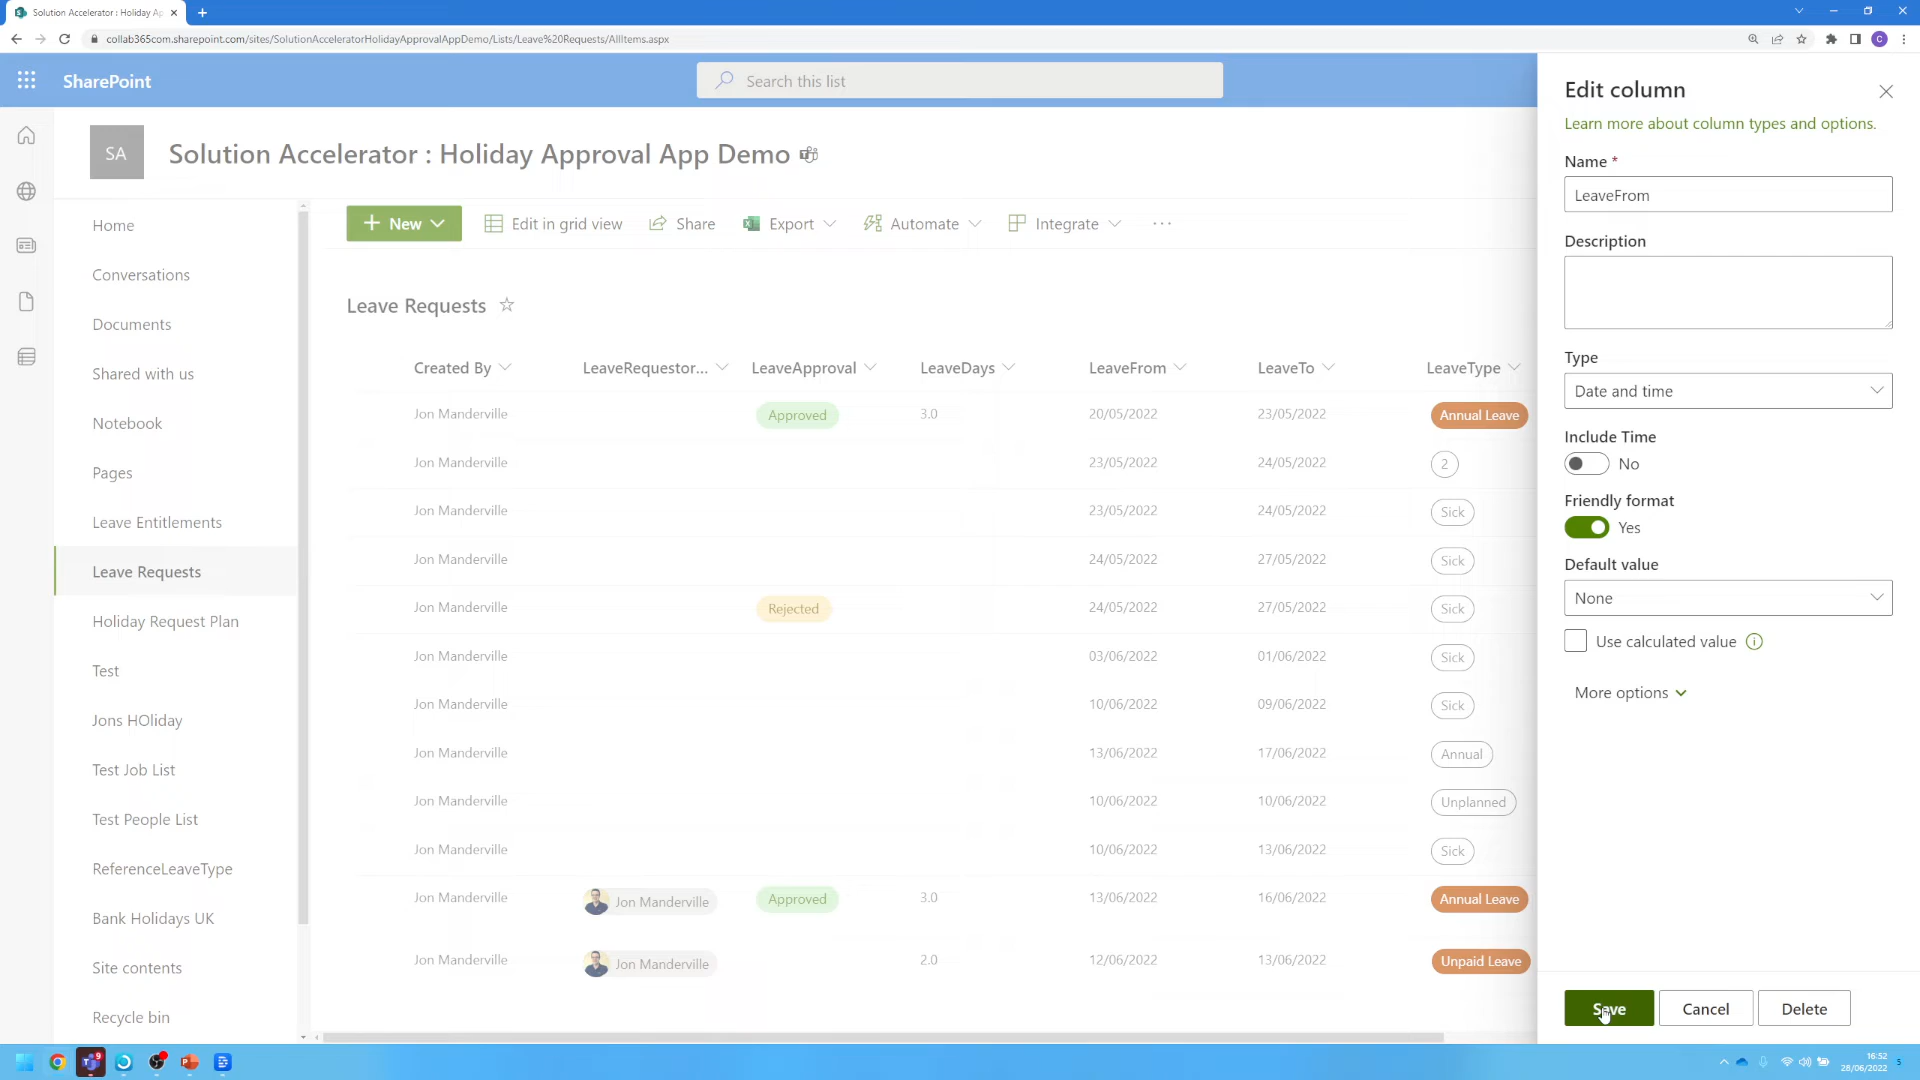 Solution Accelerator : Holiday Ap
collab365com.sharepoint.com/sites/SolutionAcceleratorHolidayApprovalAppDemo/Lists/Leave%20Requests/AllItems.aspx
C
SharePoint
Search this list
SA
Solution Accelerator : Holiday Approval App Demo
Home
Conversations
Documents
Shared with us
Notebook
Pages
Leave Entitlements
Leave Requests
Holiday Request Plan
Test
Jons HOliday
Test Job List
Test People List
ReferenceLeaveType
Bank Holidays UK
Site contents
Recycle bin
New
Edit in grid view
Share
Export
Automate
Integrate
Leave Requests
Created By LeaveRequestor... LeaveApproval LeaveDays LeaveFrom LeaveTo LeaveType
Jon Manderville Approved 3.0 20/05/2022 23/05/2022 Annual Leave
Jon Manderville 23/05/2022 24/05/2022 2
Jon Manderville 23/05/2022 24/05/2022 Sick
Jon Manderville 24/05/2022 27/05/2022 Sick
Jon Manderville Rejected 24/05/2022 27/05/2022 Sick
Jon Manderville 03/06/2022 01/06/2022 Sick
Jon Manderville 10/06/2022 09/06/2022 Sick
Jon Manderville 13/06/2022 17/06/2022 Annual
Jon Manderville 10/06/2022 10/06/2022 Unplanned
Jon Manderville 10/06/2022 13/06/2022 Sick
Jon Manderville Jon Manderville Approved 3.0 13/06/2022 16/06/2022 Annual Leave
Jon Manderville Jon Manderville 2.0 12/06/2022 13/06/2022 Unpaid Leave
Edit column
Learn more about column types and options.
Name *
LeaveFrom
Description
Type
Date and time
Include Time
No
Friendly format
Yes
Default value
None
Use calculated value
More options
Save
Cancel
Delete
16:52
28/06/2022
5